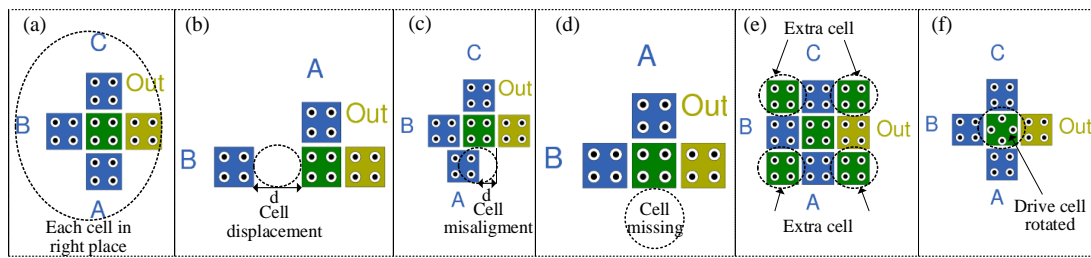 (a)
C
Out
B
A
Each cell in
right place
(b)
A
Out
B
d
Cell
displacement
(c)
C
Out
B
A
d
Cell
misaligment
(d)
A
Out
B
Cell
missing
(e)
Extra cell
C
B
Out
A
Extra cell
(f)
C
B
Out
A
Drive cell
rotated